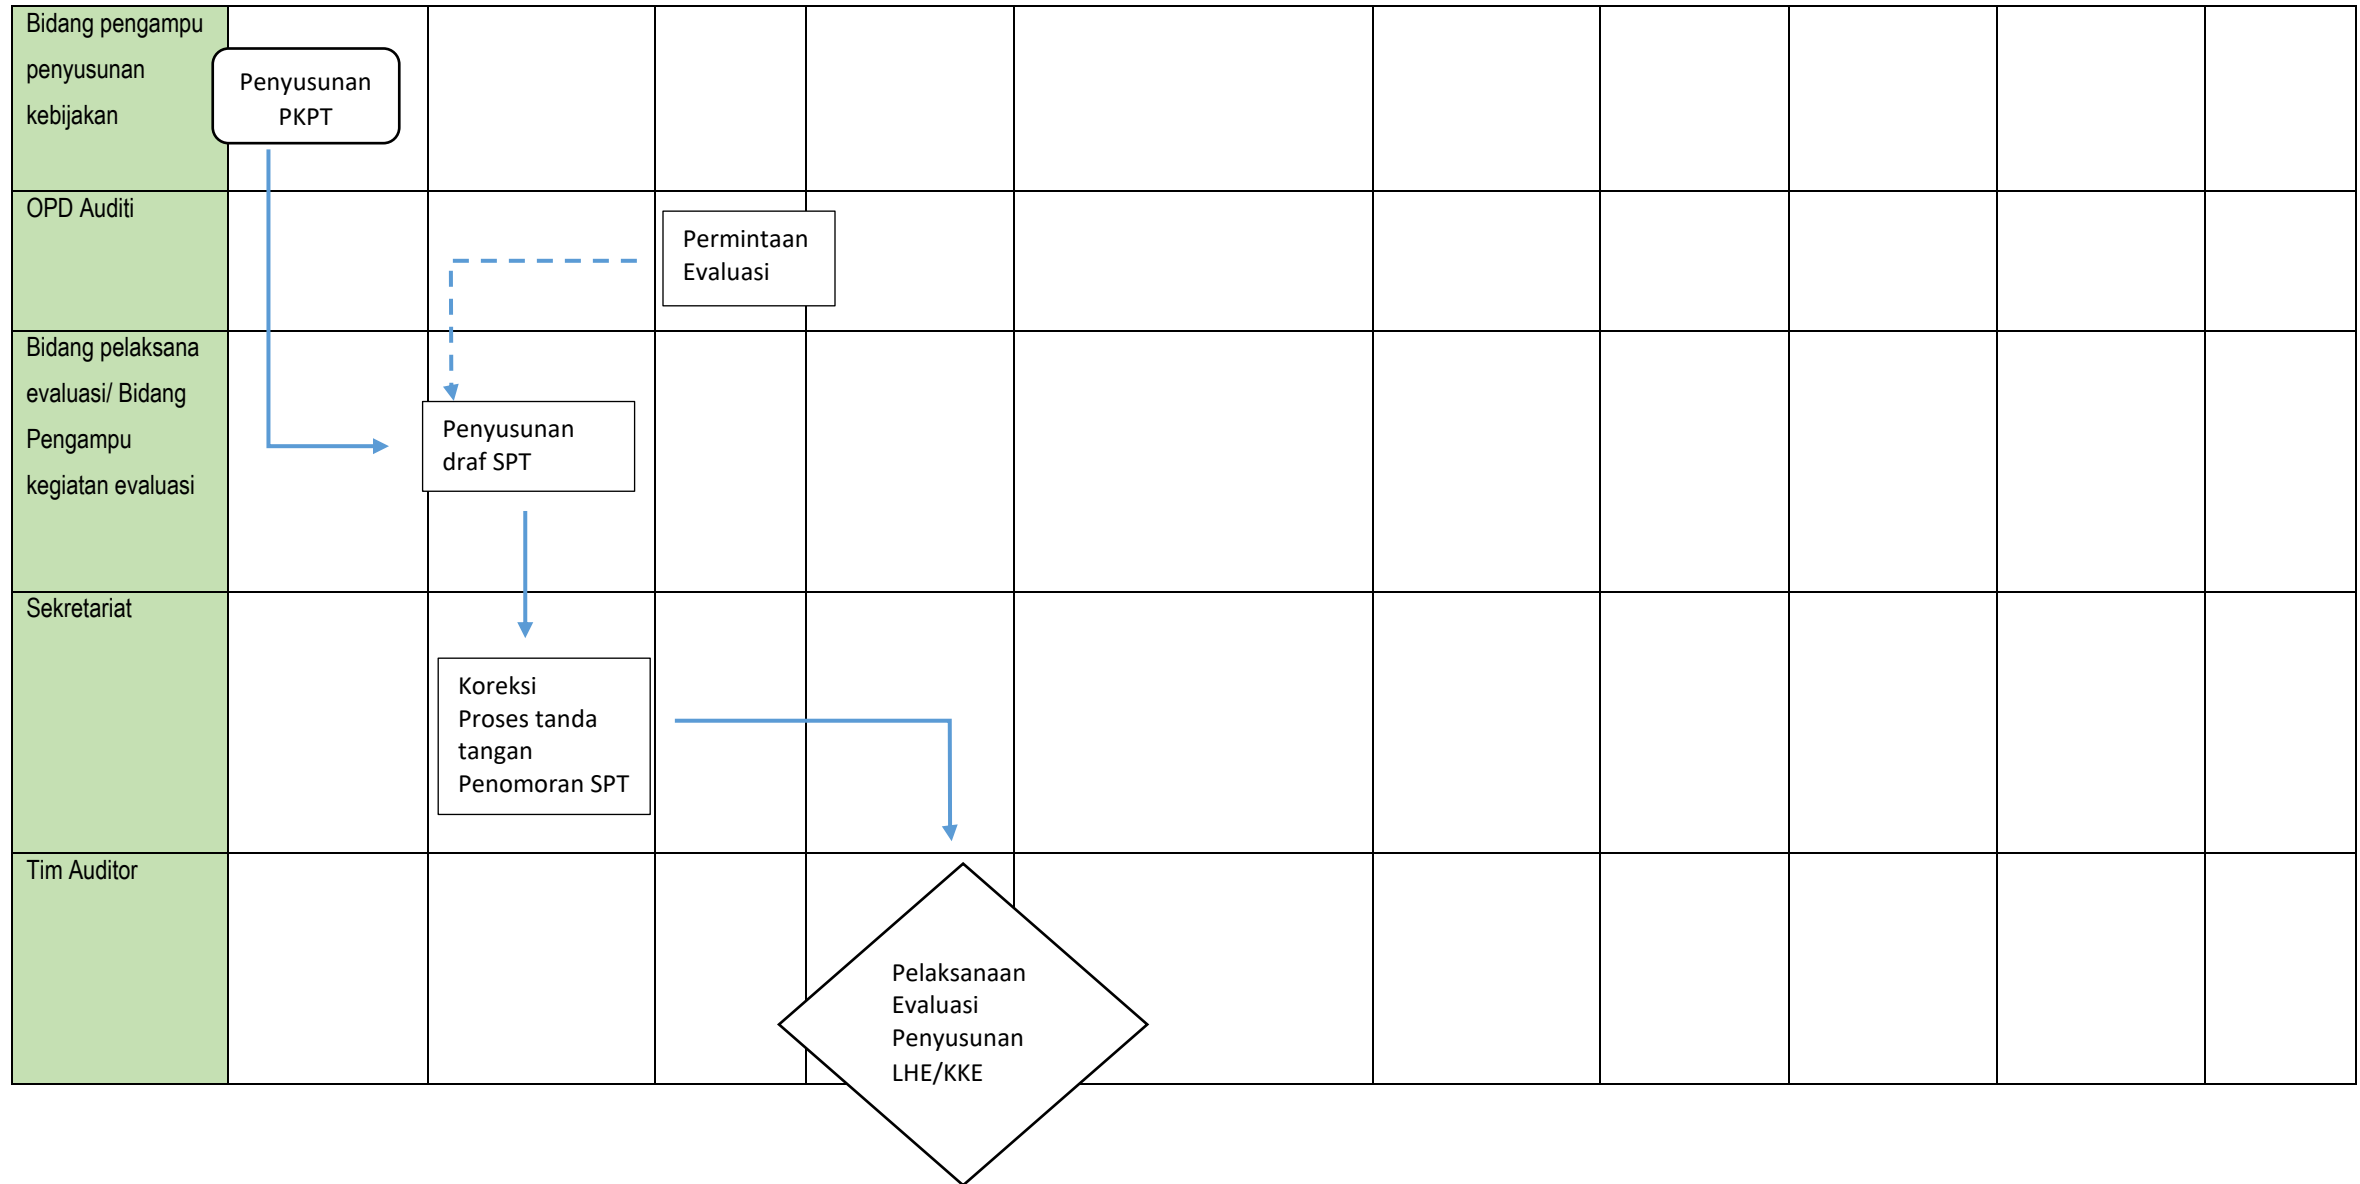 Bidang pengampu
penyusunan
kebijakan
Penyusunan
PKPT
OPD Auditi
Permintaan
Evaluasi
Bidang pelaksana
evaluasi/ Bidang
Pengampu
kegiatan evaluasi
Penyusunan
draf SPT
Sekretariat
Koreksi
Proses tanda
tangan
Penomoran SPT
Tim Auditor
Pelaksanaan
Evaluasi
Penyusunan
LHE/KKE